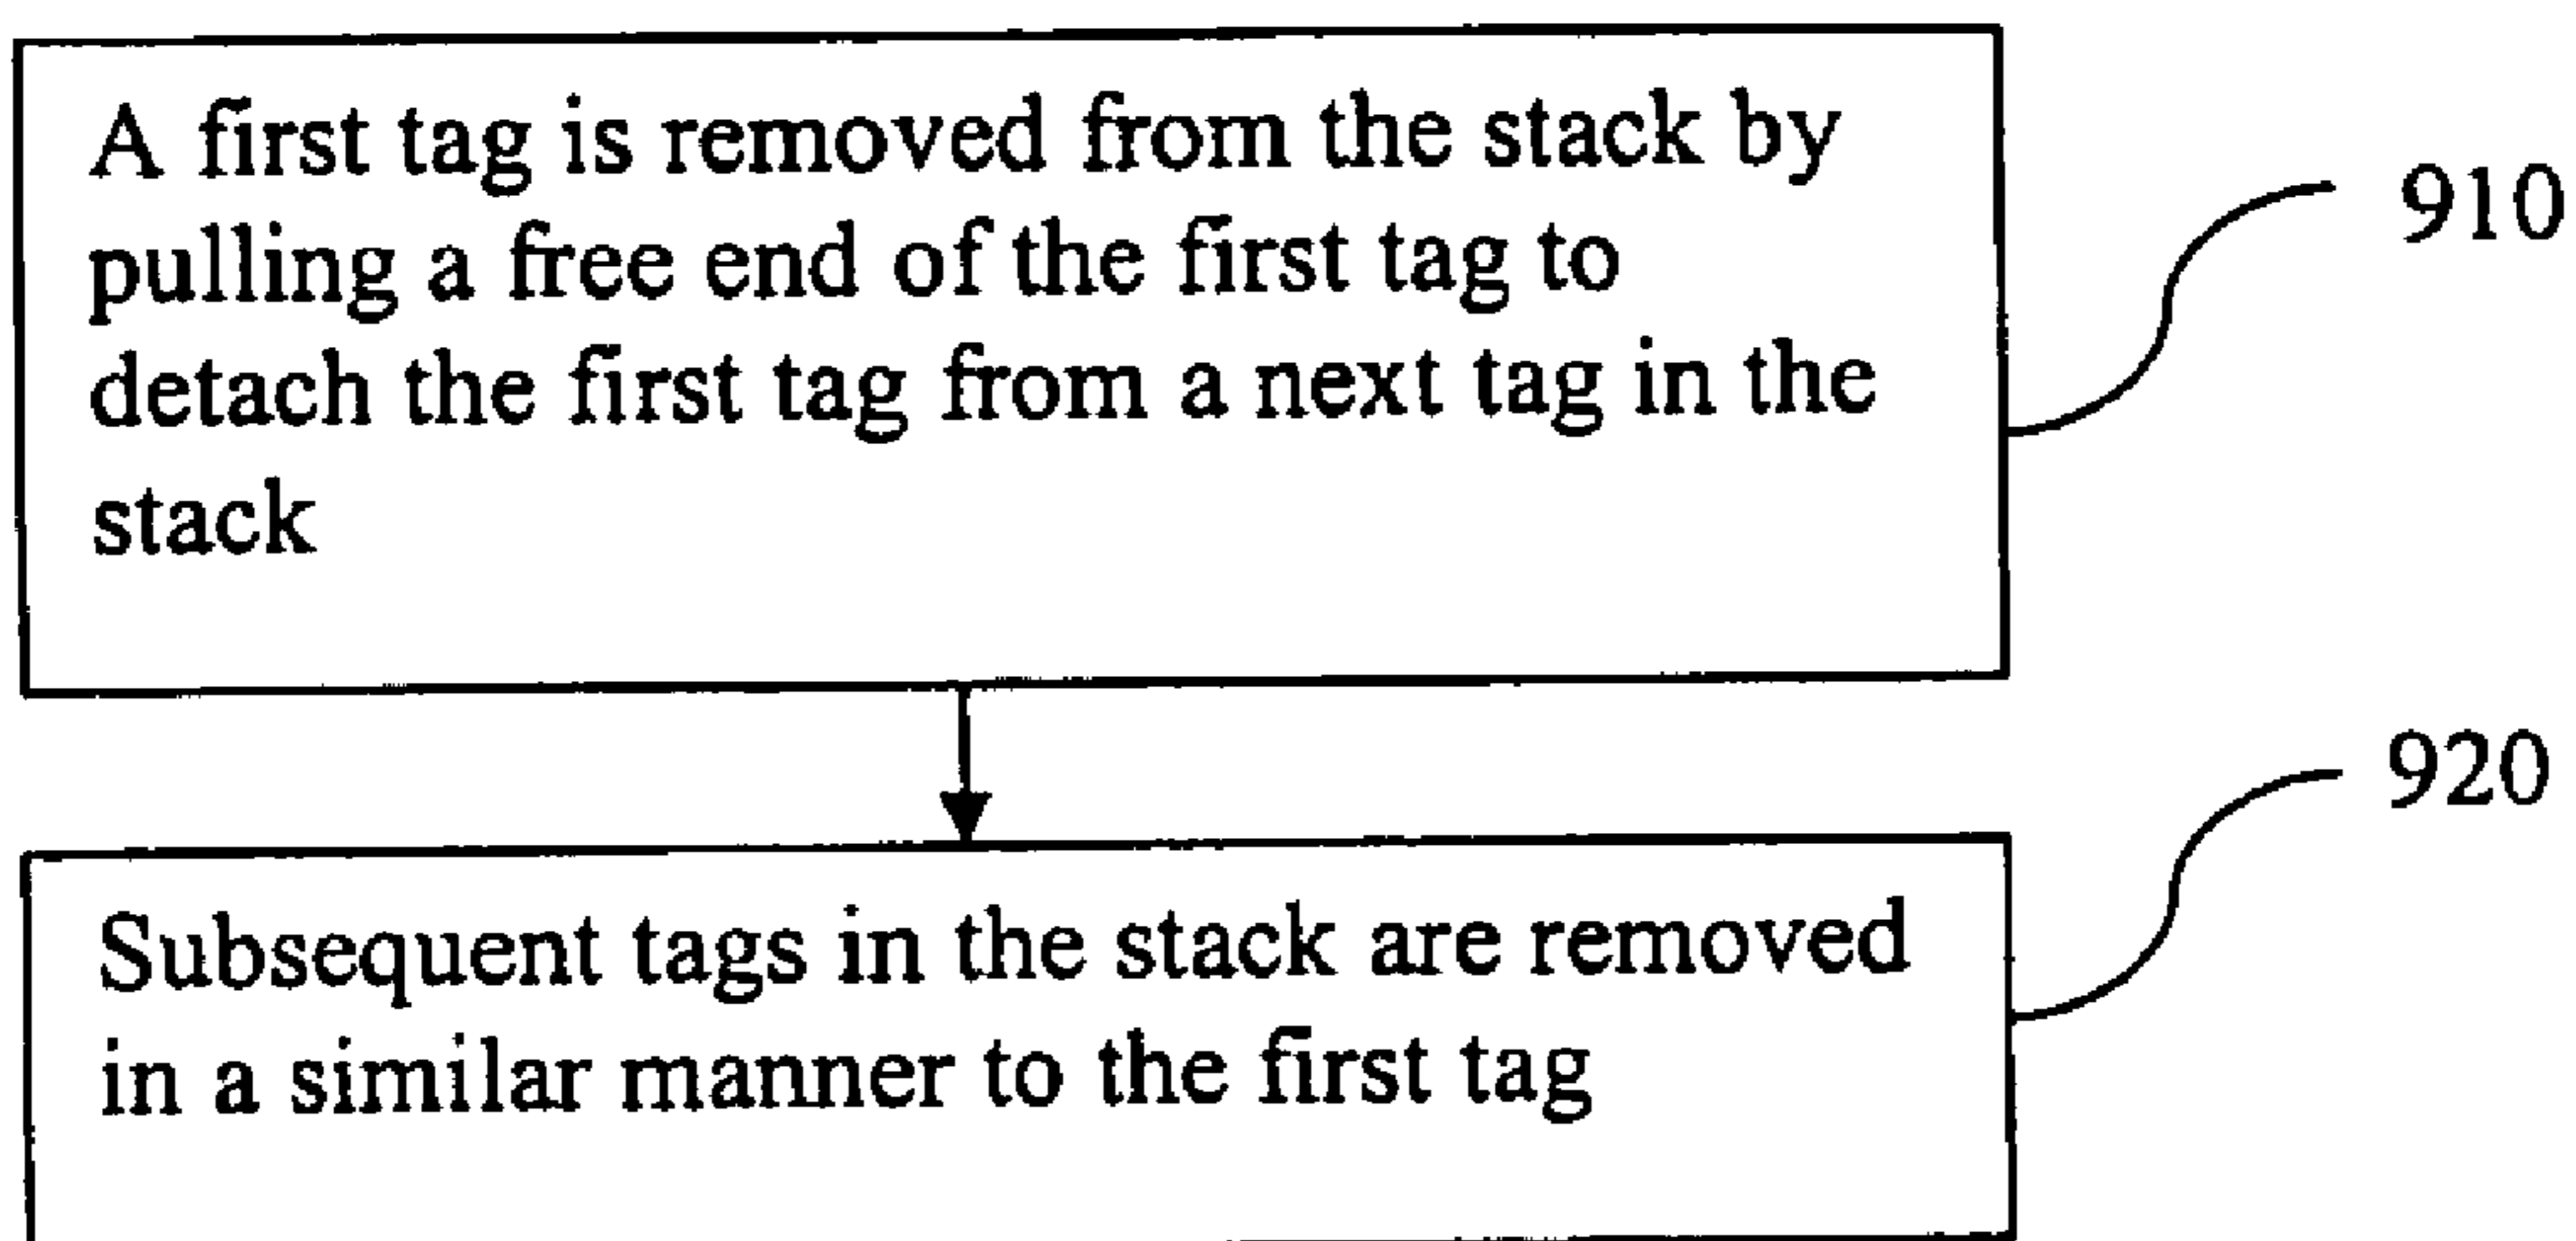 A first tag is removed from the stack by
pulling a free end of the first tag to
detach the first tag from a next tag in the
stack
910
Subsequent tags in the stack are removed
in a similar manner to the first tag
920